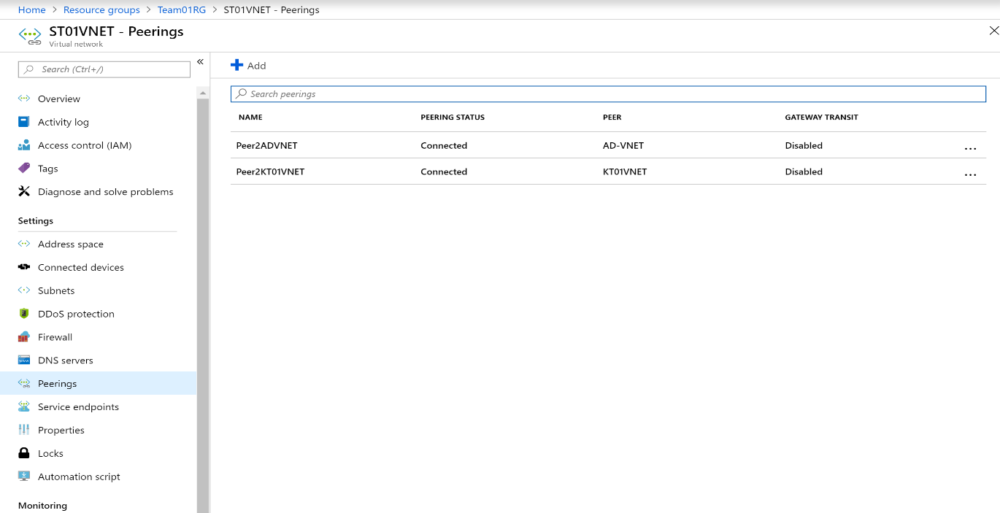 Home > Resource groups > Team01RG > ST01VNET - Peerings
ST01VNET - Peerings
Virtual network
Search (Ctrl+/)
«
Overview
Activity log
Access control (IAM)
Tags
Diagnose and solve problems
Settings
Address space
Connected devices
Subnets
DDoS protection
Firewall
DNS servers
Peerings
Service endpoints
Properties
Locks
Automation script
Monitoring
Add
Search peerings
NAME PEERING STATUS PEER GATEWAY TRANSIT
Peer2ADVNET Connected AD-VNET Disabled ...
Peer2KT01VNET Connected KT01VNET Disabled ...